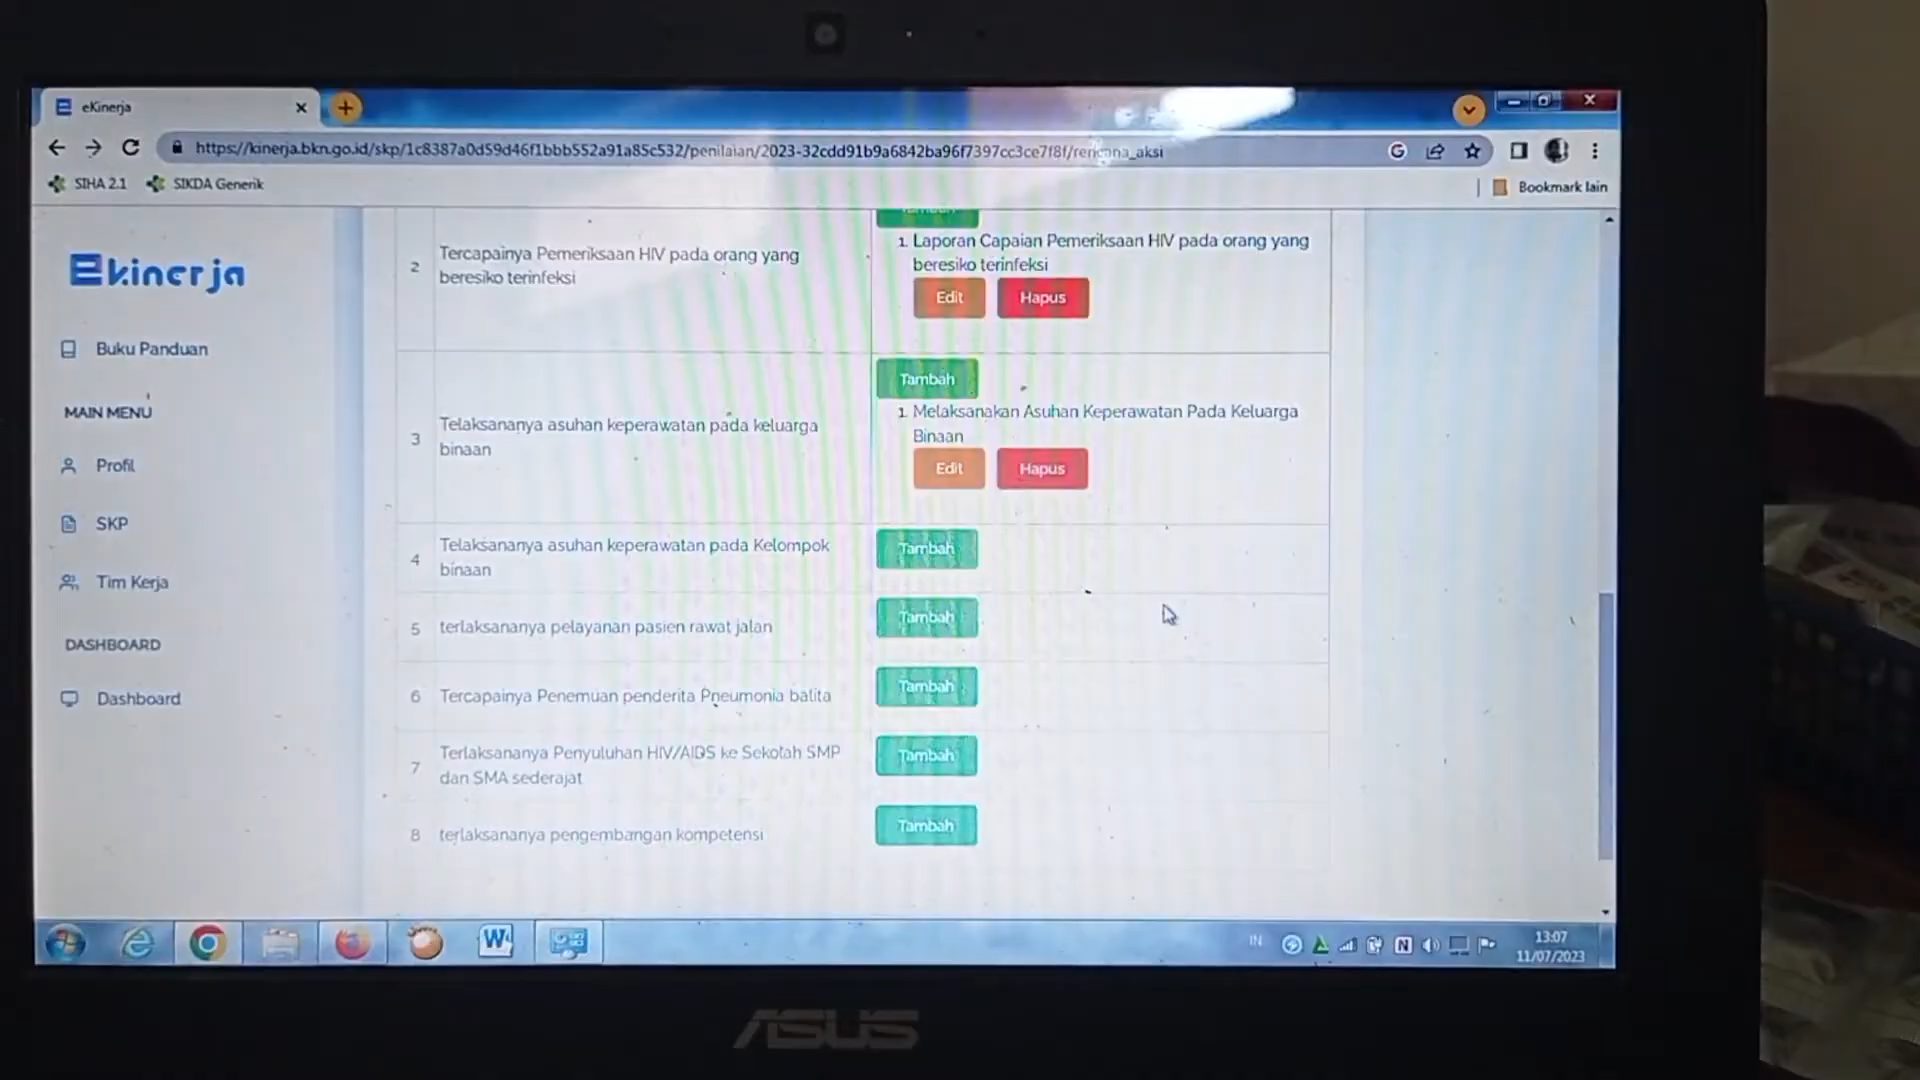 eKinerja
https://kinerja.bkn.go.id/skp/1c8387a0d59d46f1bbb552a91a85c532/penilaian/2023-32cdd91b9a6842ba96f7397cc3ce7f8f/rencana_aksi
SIHA 2.1 SIKDA Generik
Bookmark lain
Ekinerja
Buku Panduan
MAIN MENU
Profil
SKP
Tim Kerja
DASHBOARD
Dashboard
Tambah
2 Tercapainya Pemeriksaan HIV pada orang yang
beresiko terinfeksi
1. Laporan Capaian Pemeriksaan HIV pada orang yang
beresiko terinfeksi
Edit Hapus
3 Telaksananya asuhan keperawatan pada keluarga
binaan
Tambah
1. Melaksanakan Asuhan Keperawatan Pada Keluarga
Binaan
Edit Hapus
4 Telaksananya asuhan keperawatan pada Kelompok
binaan
Tambah
5 terlaksananya pelayanan pasien rawat jalan
Tambah
6 Tercapainya Penemuan penderita Pneumonia balita
Tambah
7 Terlaksananya Penyuluhan HIV/AIDS ke Sekolah SMP
dan SMA sederajat
Tambah
8 terlaksananya pengembangan kompetensi
Tambah
IN
13:07
11/07/2023
ASUS